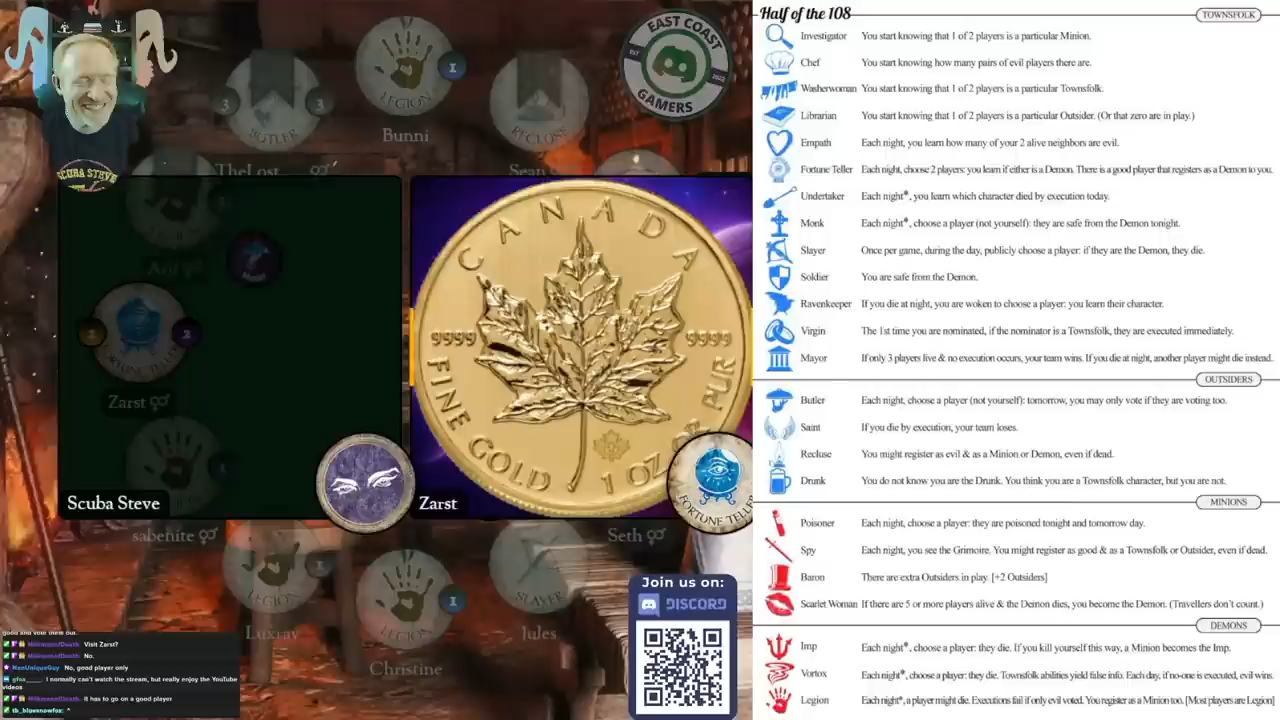 EAST COAST
EST
2022
GAMERS
3
3
BUTLER
TheLost
LEGION
I
Bunni
RECLUSE
Sean
SCUBA STEVE
FORTUNE TELLER
2
Zarst
Scuba Steve
CANADA
9999
9999
FINE GOLD 1 OZ OR PUR
Zarst
FORTUNE TELLER
sabehite
Seth
LEGION
I
Luxray
LEGION
I
Christine
SLAYER
Jules
Join us on:
DISCORD
good and vote them out.
Visit Zarst?
No.
NonUniqueGuy No, good player only
I normally can't watch the stream, but really enjoy the YouTube
videos
It has to go on a good player
^
Half of the 108
TOWNSFOLK
Investigator You start knowing that 1 of 2 players is a particular Minion.
Chef You start knowing how many pairs of evil players there are.
Washerwoman You start knowing that 1 of 2 players is a particular Townsfolk.
Librarian You start knowing that 1 of 2 players is a particular Outsider. (Or that zero are in play.)
Empath Each night, you learn how many of your 2 alive neighbors are evil.
Fortune Teller Each night, choose 2 players: you learn if either is a Demon. There is a good player that registers as a Demon to you.
Undertaker Each night*, you learn which character died by execution today.
Monk Each night*, choose a player (not yourself): they are safe from the Demon tonight.
Slayer Once per game, during the day, publicly choose a player: if they are the Demon, they die.
Soldier You are safe from the Demon.
Ravenkeeper If you die at night, you are woken to choose a player: you learn their character.
Virgin The 1st time you are nominated, if the nominator is a Townsfolk, they are executed immediately.
Mayor If only 3 players live & no execution occurs, your team wins. If you die at night, another player might die instead.
OUTSIDERS
Butler Each night, choose a player (not yourself): tomorrow, you may only vote if they are voting too.
Saint If you die by execution, your team loses.
Recluse You might register as evil & as a Minion or Demon, even if dead.
Drunk You do not know you are the Drunk. You think you are a Townsfolk character, but you are not.
MINIONS
Poisoner Each night, choose a player: they are poisoned tonight and tomorrow day.
Spy Each night, you see the Grimoire. You might register as good & as a Townsfolk or Outsider, even if dead.
Baron There are extra Outsiders in play. [+2 Outsiders]
Scarlet Woman If there are 5 or more players alive & the Demon dies, you become the Demon. (Travellers don't count.)
DEMONS
Imp Each night*, choose a player: they die. If you kill yourself this way, a Minion becomes the Imp.
Vortox Each night*, choose a player: they die. Townsfolk abilities yield false info. Each day, if no-one is executed, evil wins.
Legion Each night*, a player might die. Executions fail if only evil voted. You register as a Minion too. [Most players are Legion]